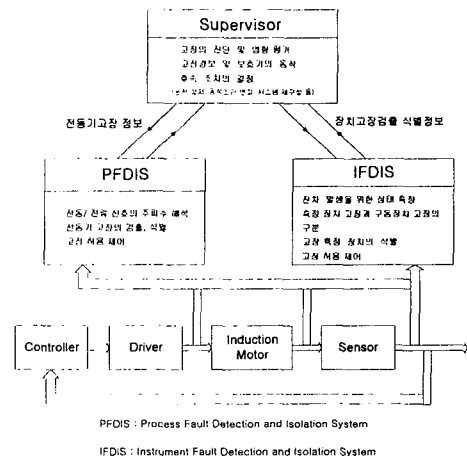 Supervisor
고장의 진단 및 영향 평가
고장경보 및 보호기의 동작
후속 조치의 결정
전동기고장 정보
장치고장검출 식별정보
PFDIS
진동/ 전류 신호의 주파수 해석
전동기 고장의 검출, 식별
고장 허용 제어
IFDIS
잔차 발생을 위한 상태 측정
측정 장치 고장과 구동장치 고장의
구분
고장 측정 장치의 식별
고장 허용 제어
Controller
Driver
Induction
Motor
Sensor
PFDIS : Process Fault Detection and Isolation System
IFDIS : Instrument Fault Detection and Isolation System